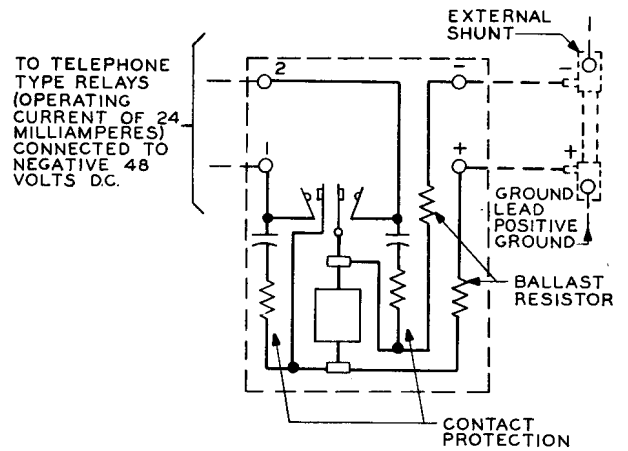 EXTERNAL
SHUNT
TO TELEPHONE
TYPE RELAYS
(OPERATING
CURRENT OF 24
MILLIAMPERES)
CONNECTED TO
NEGATIVE 48
VOLTS D.C.
2
-
-
1
+
+
GROUND
LEAD
POSITIVE
GROUND
BALLAST
RESISTOR
CONTACT
PROTECTION